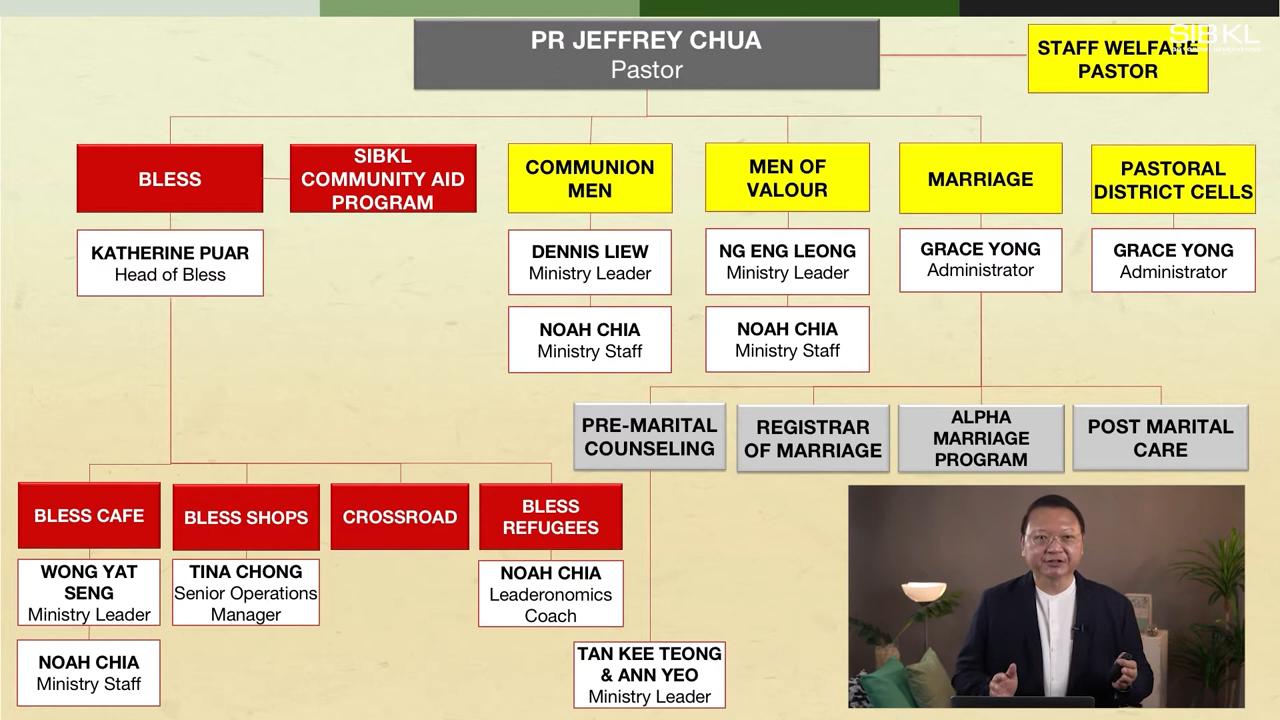 PR JEFFREY CHUA
Pastor
SIBKL
STAFF WELFARE
PASTOR
BLESS
SIBKL
COMMUNITY AID
PROGRAM
COMMUNION
MEN
MEN OF
VALOUR
MARRIAGE
PASTORAL
DISTRICT CELLS
KATHERINE PUAR
Head of Bless
DENNIS LIEW
Ministry Leader
NG ENG LEONG
Ministry Leader
GRACE YONG
Administrator
GRACE YONG
Administrator
NOAH CHIA
Ministry Staff
NOAH CHIA
Ministry Staff
PRE-MARITAL
COUNSELING
REGISTRAR
OF MARRIAGE
ALPHA
MARRIAGE
PROGRAM
POST MARITAL
CARE
BLESS CAFE
BLESS SHOPS
CROSSROAD
BLESS
REFUGEES
WONG YAT
SENG
Ministry Leader
TINA CHONG
Senior Operations
Manager
NOAH CHIA
Leaderonomics
Coach
NOAH CHIA
Ministry Staff
TAN KEE TEONG
& ANN YEO
Ministry Leader